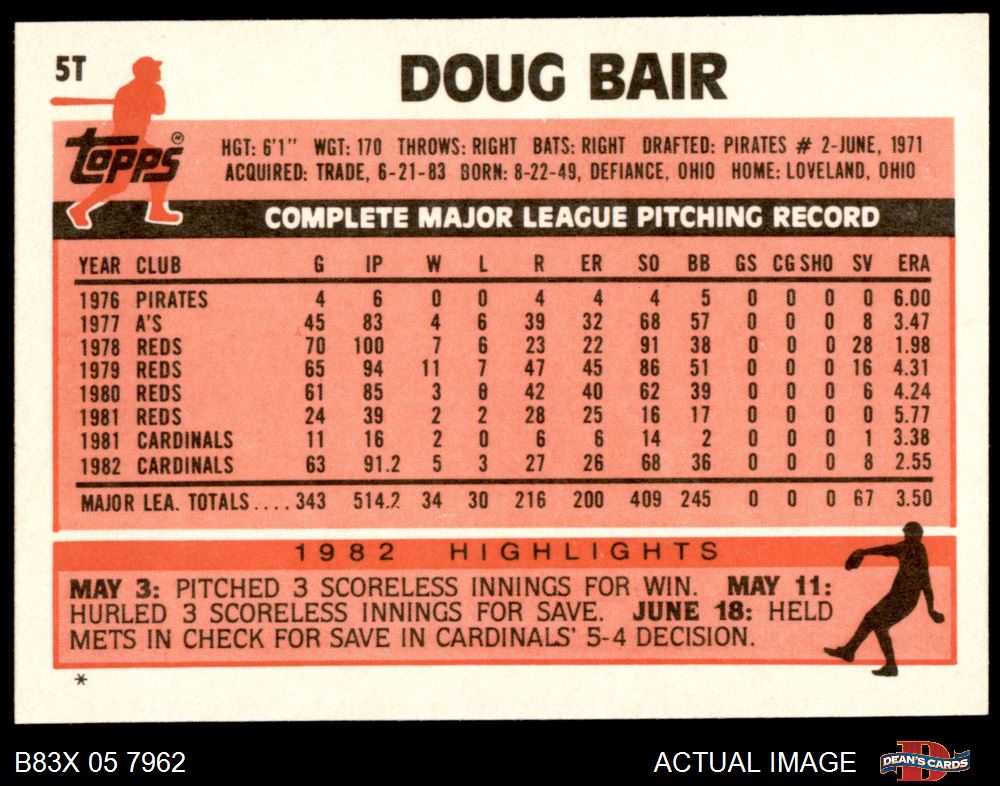 5T
DOUG BAIR
Topps®
HGT: 6'1" WGT: 170 THROWS: RIGHT BATS: RIGHT DRAFTED: PIRATES # 2-JUNE, 1971
ACQUIRED: TRADE, 6-21-83 BORN: 8-22-49, DEFIANCE, OHIO HOME: LOVELAND, OHIO
COMPLETE MAJOR LEAGUE PITCHING RECORD
YEAR CLUB G IP W L R ER SO BB GS CG SHO SV ERA
1976 PIRATES 4 6 0 0 4 4 4 5 0 0 0 0 6.00
1977 A'S 45 83 4 6 39 32 68 57 0 0 0 8 3.47
1978 REDS 70 100 7 6 23 22 91 38 0 0 0 28 1.98
1979 REDS 65 94 11 7 47 45 86 51 0 0 0 16 4.31
1980 REDS 61 85 3 6 42 40 62 39 0 0 0 6 4.24
1981 REDS 24 39 2 2 28 25 16 17 0 0 0 0 5.77
1981 CARDINALS 11 16 2 0 6 6 14 2 0 0 0 1 3.38
1982 CARDINALS 63 91.2 5 3 27 26 68 36 0 0 0 8 2.55
MAJOR LEA. TOTALS.... 343 514.2 34 30 216 200 409 245 0 0 0 67 3.50
1982 HIGHLIGHTS
MAY 3: PITCHED 3 SCORELESS INNINGS FOR WIN. MAY 11:
HURLED 3 SCORELESS INNINGS FOR SAVE. JUNE 18: HELD
METS IN CHECK FOR SAVE IN CARDINALS' 5-4 DECISION.
*
B83X 05 7962
ACTUAL IMAGE
D
DEAN'S CARDS